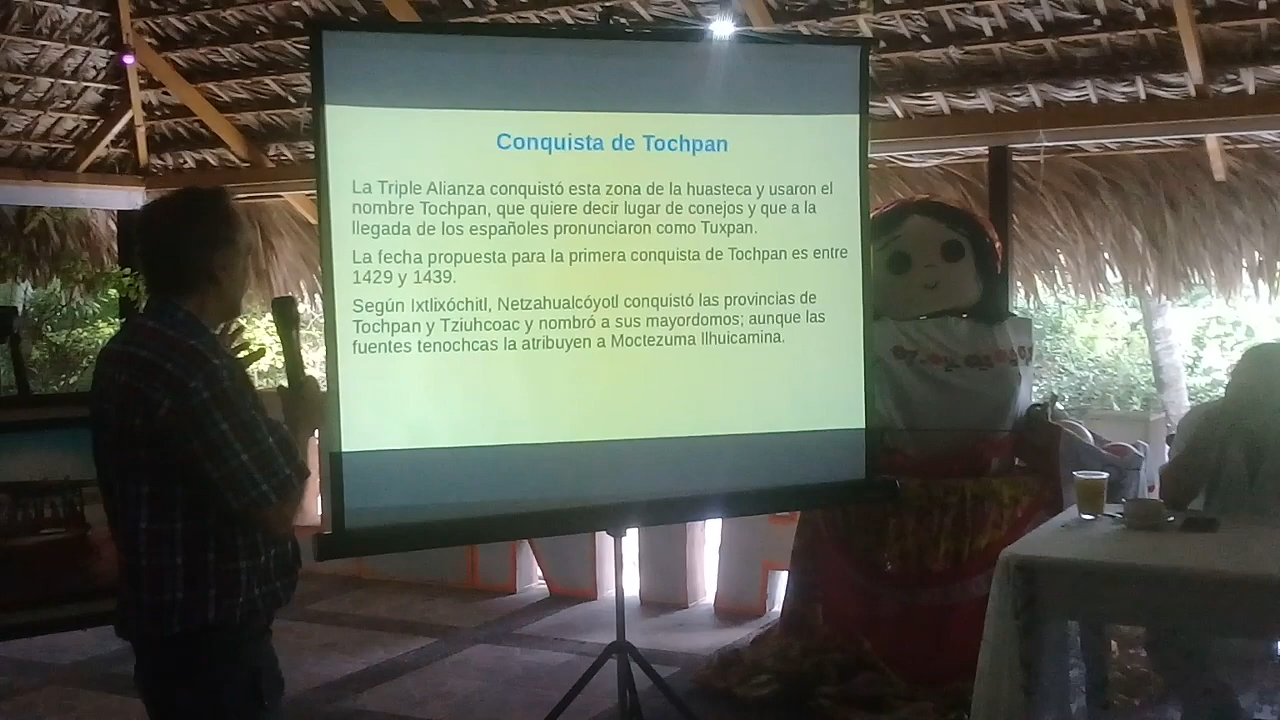 Conquista de Tochpan
La Triple Alianza conquistó esta zona de la huasteca y usaron el
nombre Tochpan, que quiere decir lugar de conejos y que a la
llegada de los españoles pronunciaron como Tuxpan.
La fecha propuesta para la primera conquista de Tochpan es entre
1429 y 1439.
Según Ixtlixóchitl, Netzahualcóyotl conquistó las provincias de
Tochpan y Tziuhcoac y nombró a sus mayordomos; aunque las
fuentes tenochcas la atribuyen a Moctezuma Ilhuicamina.